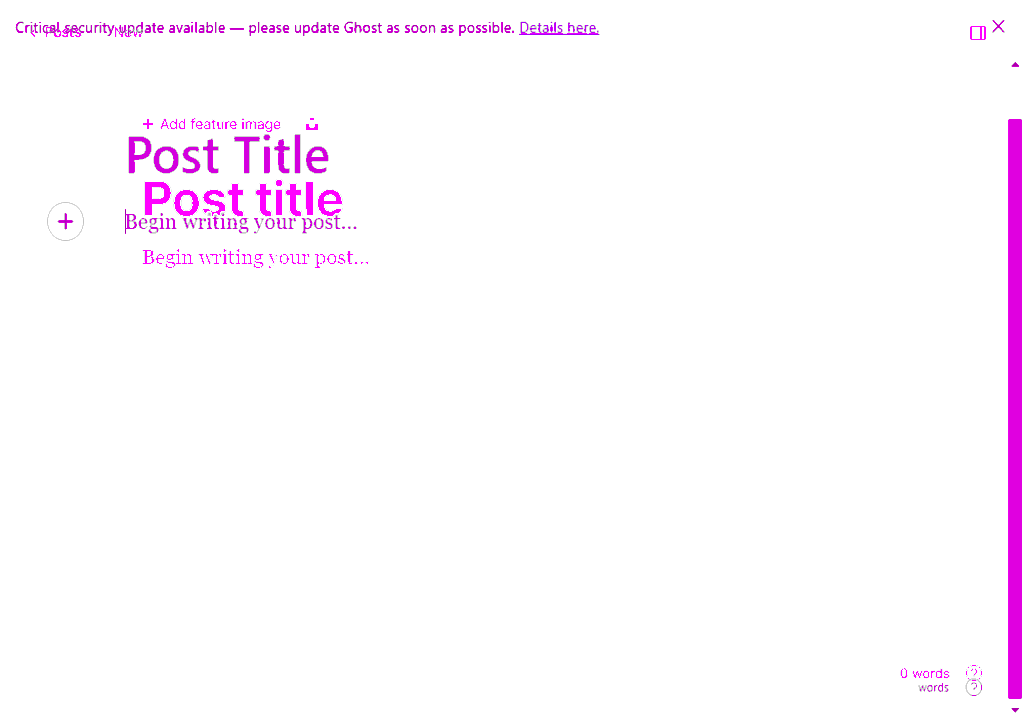 Critical security update available — please update Ghost as soon as possible. Details here.
Posts New
+ Add feature image
Post Title
Post title
Begin writing your post...
Begin writing your post...
0 words ?
words ?